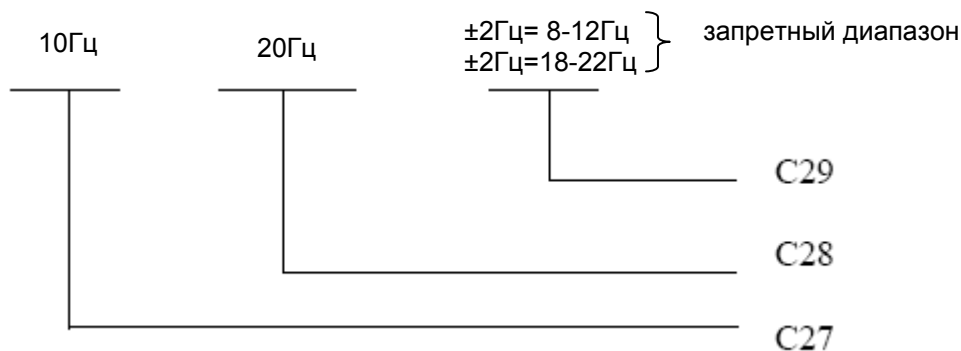 10Гц
20Гц
±2Гц= 8-12Гц
±2Гц=18-22Гц
запретный диапазон
C29
C28
C27